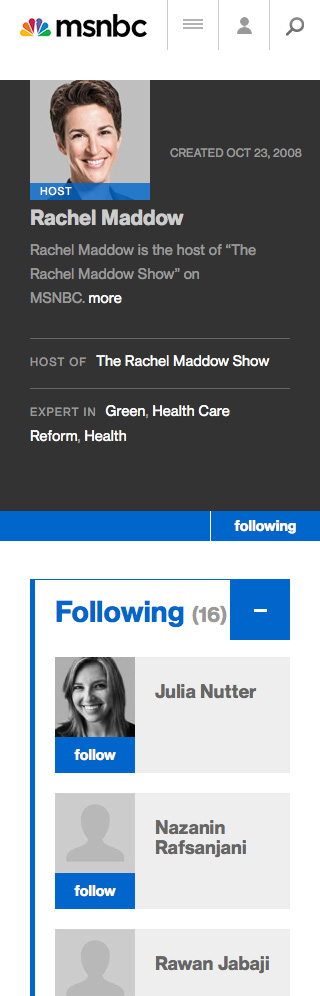 msnbc
CREATED OCT 23, 2008
HOST
Rachel Maddow
Rachel Maddow is the host of “The
Rachel Maddow Show” on
MSNBC. more
HOST OF The Rachel Maddow Show
EXPERT IN Green, Health Care
Reform, Health
following
Following (16)
Julia Nutter
follow
Nazanin
Rafsanjani
follow
Rawan Jabaji